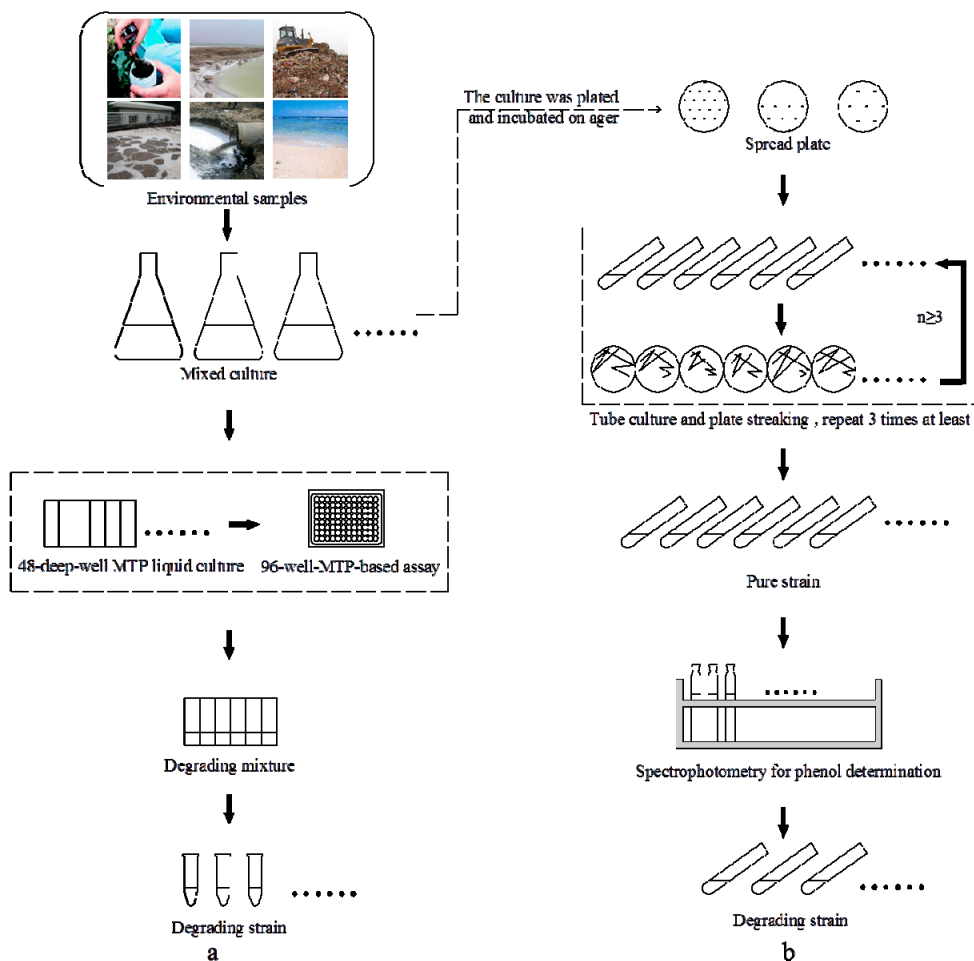 Environmental samples
Mixed culture
48-deep-well MTP liquid culture
96-well-MTP-based assay
Degrading mixture
Degrading strain
a
The culture was plated
and incubated on ager
Spread plate
n≥3
Tube culture and plate streaking , repeat 3 times at least
Pure strain
Spectrophotometry for phenol determination
Degrading strain
b